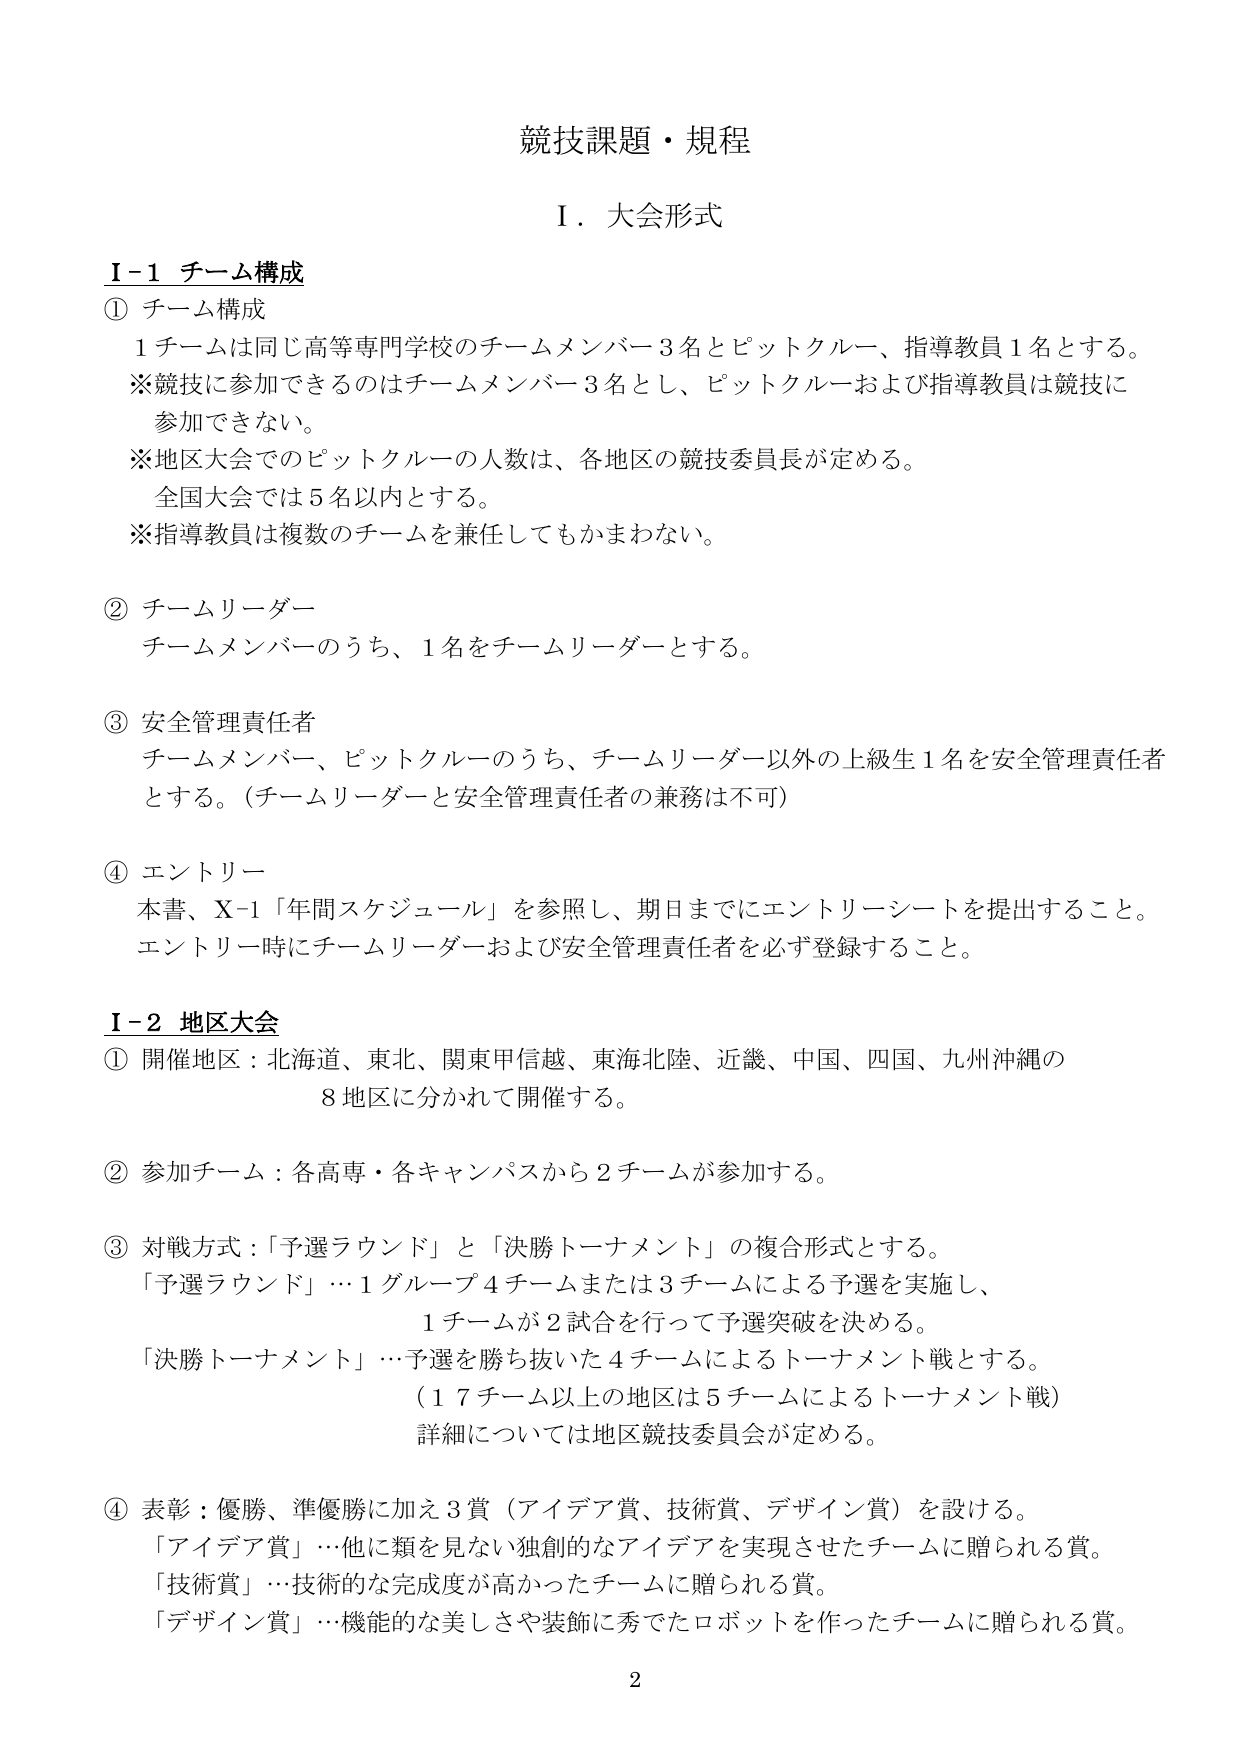 競技課題・規程
Ⅰ．大会形式
Ⅰ−１ チーム構成
① チーム構成
１チームは同じ高等専門学校のチームメンバー３名とピットクルー、指導教員１名とする。
※競技に参加できるのはチームメンバー３名とし、ピットクルーおよび指導教員は競技に
参加できない。
※地区大会でのピットクルーの人数は、各地区の競技委員長が定める。
全国大会では５名以内とする。
※指導教員は複数のチームを兼任してもかまわない。
② チームリーダー
チームメンバーのうち、１名をチームリーダーとする。
③ 安全管理責任者
チームメンバー、ピットクルーのうち、チームリーダー以外の上級生１名を安全管理責任者
とする。（チームリーダーと安全管理責任者の兼務は不可）
④ エントリー
本書、Ⅹ−1「年間スケジュール」を参照し、期日までにエントリーシートを提出すること。
エントリー時にチームリーダーおよび安全管理責任者を必ず登録すること。
Ⅰ−２ 地区大会
① 開催地区：北海道、東北、関東甲信越、東海北陸、近畿、中国、四国、九州沖縄の
８地区に分かれて開催する。
② 参加チーム：各高専・各キャンパスから２チームが参加する。
③ 対戦方式：「予選ラウンド」と「決勝トーナメント」の複合形式とする。
「予選ラウンド」…１グループ４チームまたは３チームによる予選を実施し、
１チームが２試合を行って予選突破を決める。
「決勝トーナメント」…予選を勝ち抜いた４チームによるトーナメント戦とする。
（１７チーム以上の地区は５チームによるトーナメント戦）
詳細については地区競技委員会が定める。
④ 表彰：優勝、準優勝に加え３賞（アイデア賞、技術賞、デザイン賞）を設ける。
「アイデア賞」…他に類を見ない独創的なアイデアを実現させたチームに贈られる賞。
「技術賞」…技術的な完成度が高かったチームに贈られる賞。
「デザイン賞」…機能的な美しさや装飾に秀でたロボットを作ったチームに贈られる賞。
2